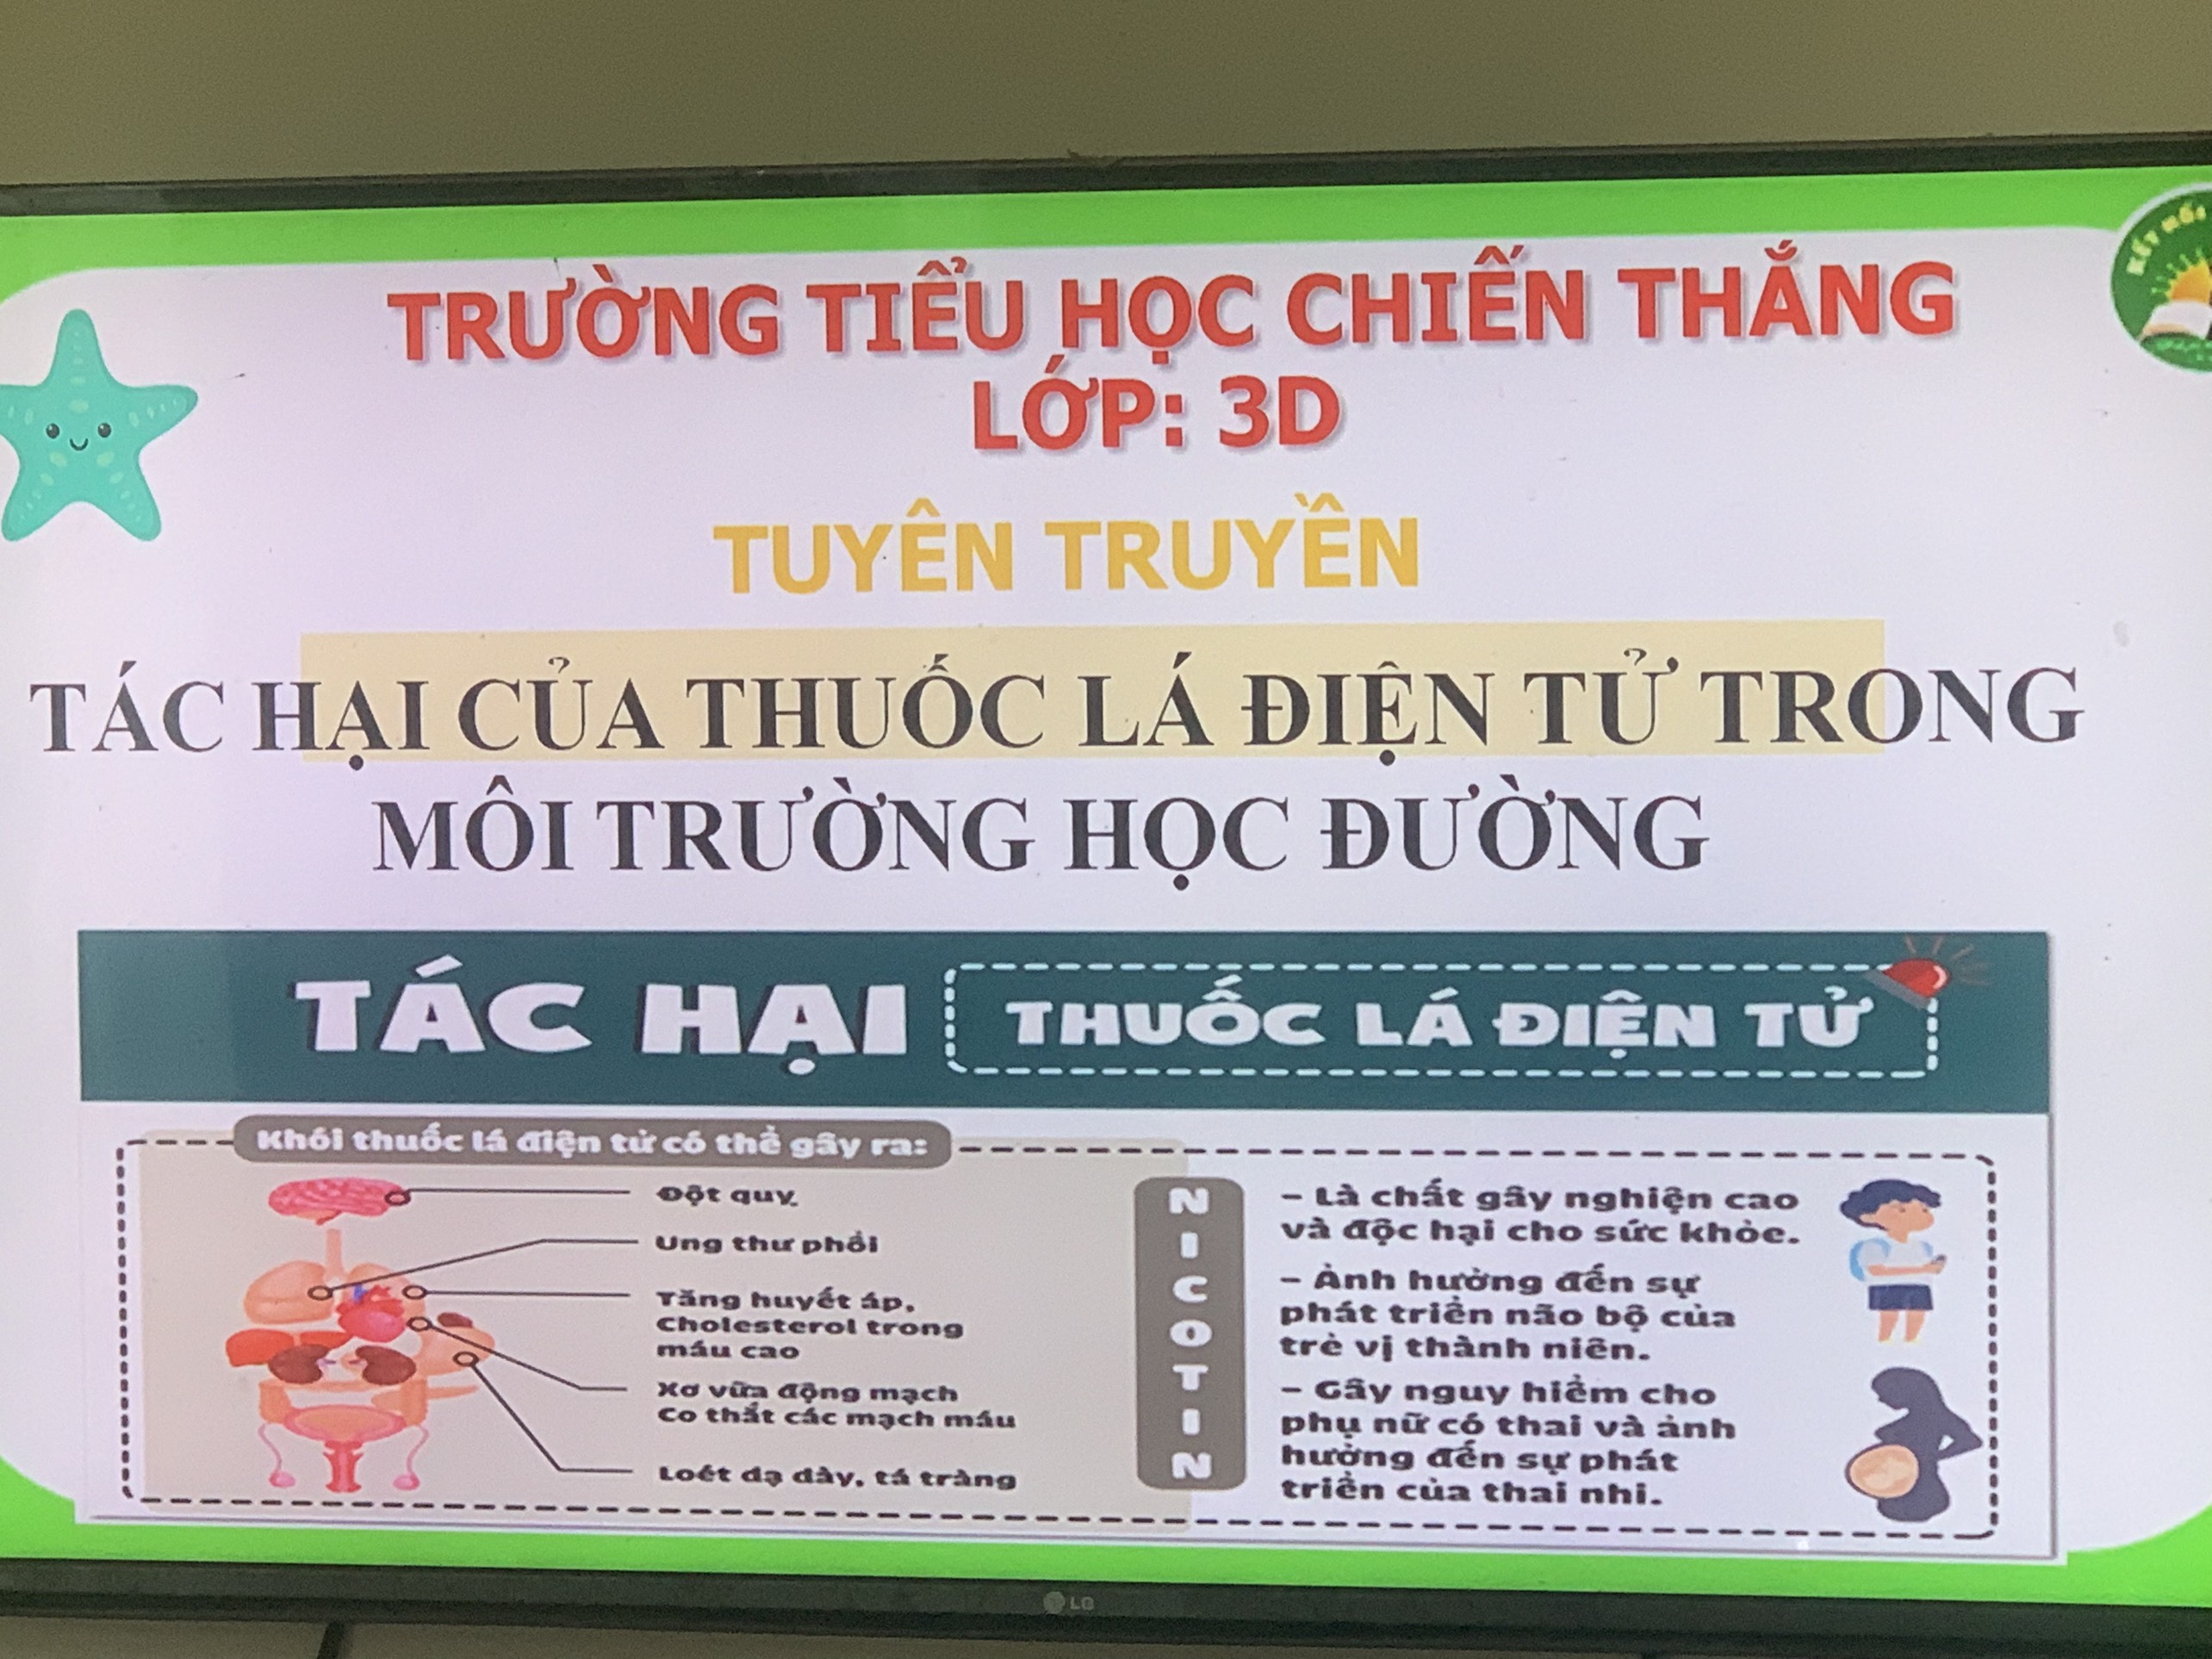 KẾT NỐI
TRƯỜNG TIỂU HỌC CHIẾN THẮNG
LỚP: 3D
TUYÊN TRUYỀN
TÁC HẠI CỦA THUỐC LÁ ĐIỆN TỬ TRONG
MÔI TRƯỜNG HỌC ĐƯỜNG
TÁC HẠI THUỐC LÁ ĐIỆN TỬ
Khói thuốc lá điện tử có thể gây ra:
Đột quỵ
Ung thư phổi
Tăng huyết áp,
Cholesterol trong
máu cao
Xơ vữa động mạch
Co thắt các mạch máu
Loét dạ dày, tá tràng
NICOTIN
– Là chất gây nghiện cao
và độc hại cho sức khỏe.
– Ảnh hưởng đến sự
phát triển não bộ của
trẻ vị thành niên.
– Gây nguy hiểm cho
phụ nữ có thai và ảnh
hưởng đến sự phát
triển của thai nhi.
LG